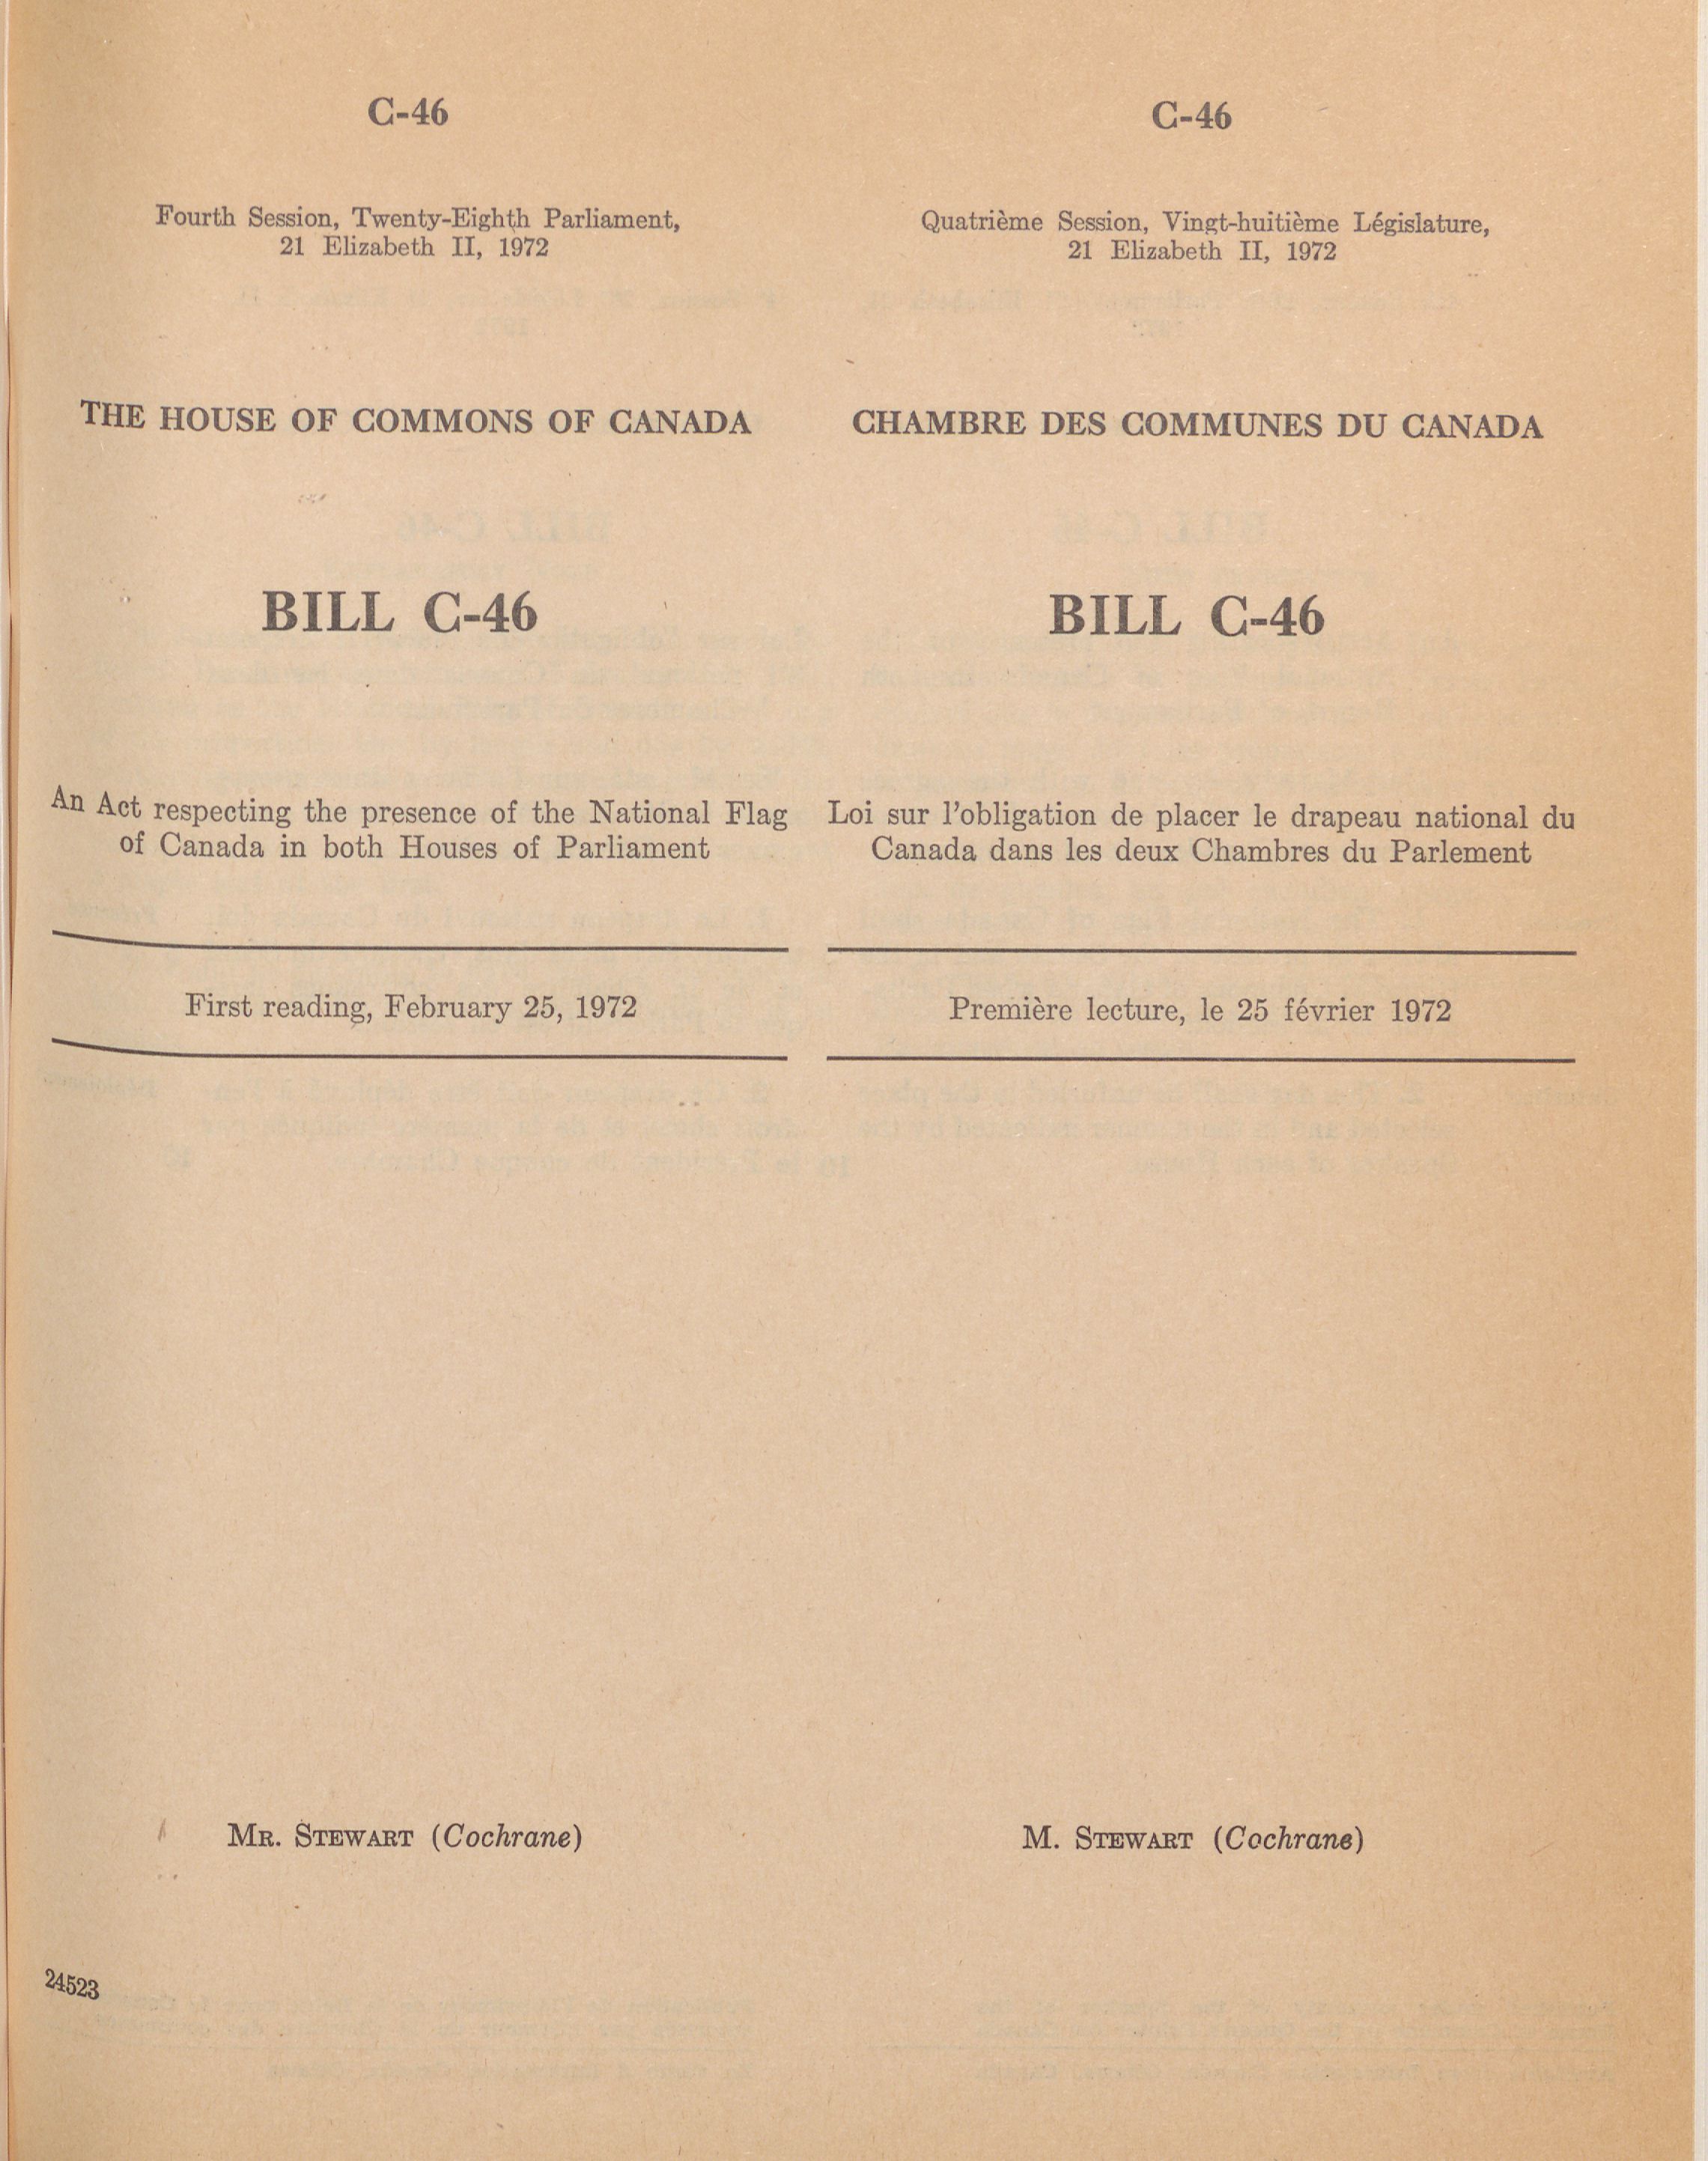 C-46
Fourth Session, Twenty-Eighth Parliament,
21 Elizabeth II, 1972
THE HOUSE OF COMMONS OF CANADA
BILL C-46
An Act respecting the presence of the National Flag
of Canada in both Houses of Parliament
First reading, February 25, 1972
Mr. Stewart (Cochrane)
24523
C-46
Quatrième Session, Vingt-huitième Législature,
21 Elizabeth II, 1972
CHAMBRE DES COMMUNES DU CANADA
BILL C-46
Loi sur l'obligation de placer le drapeau national du
Canada dans les deux Chambres du Parlement
Première lecture, le 25 février 1972
M. Stewart (Cochrane)